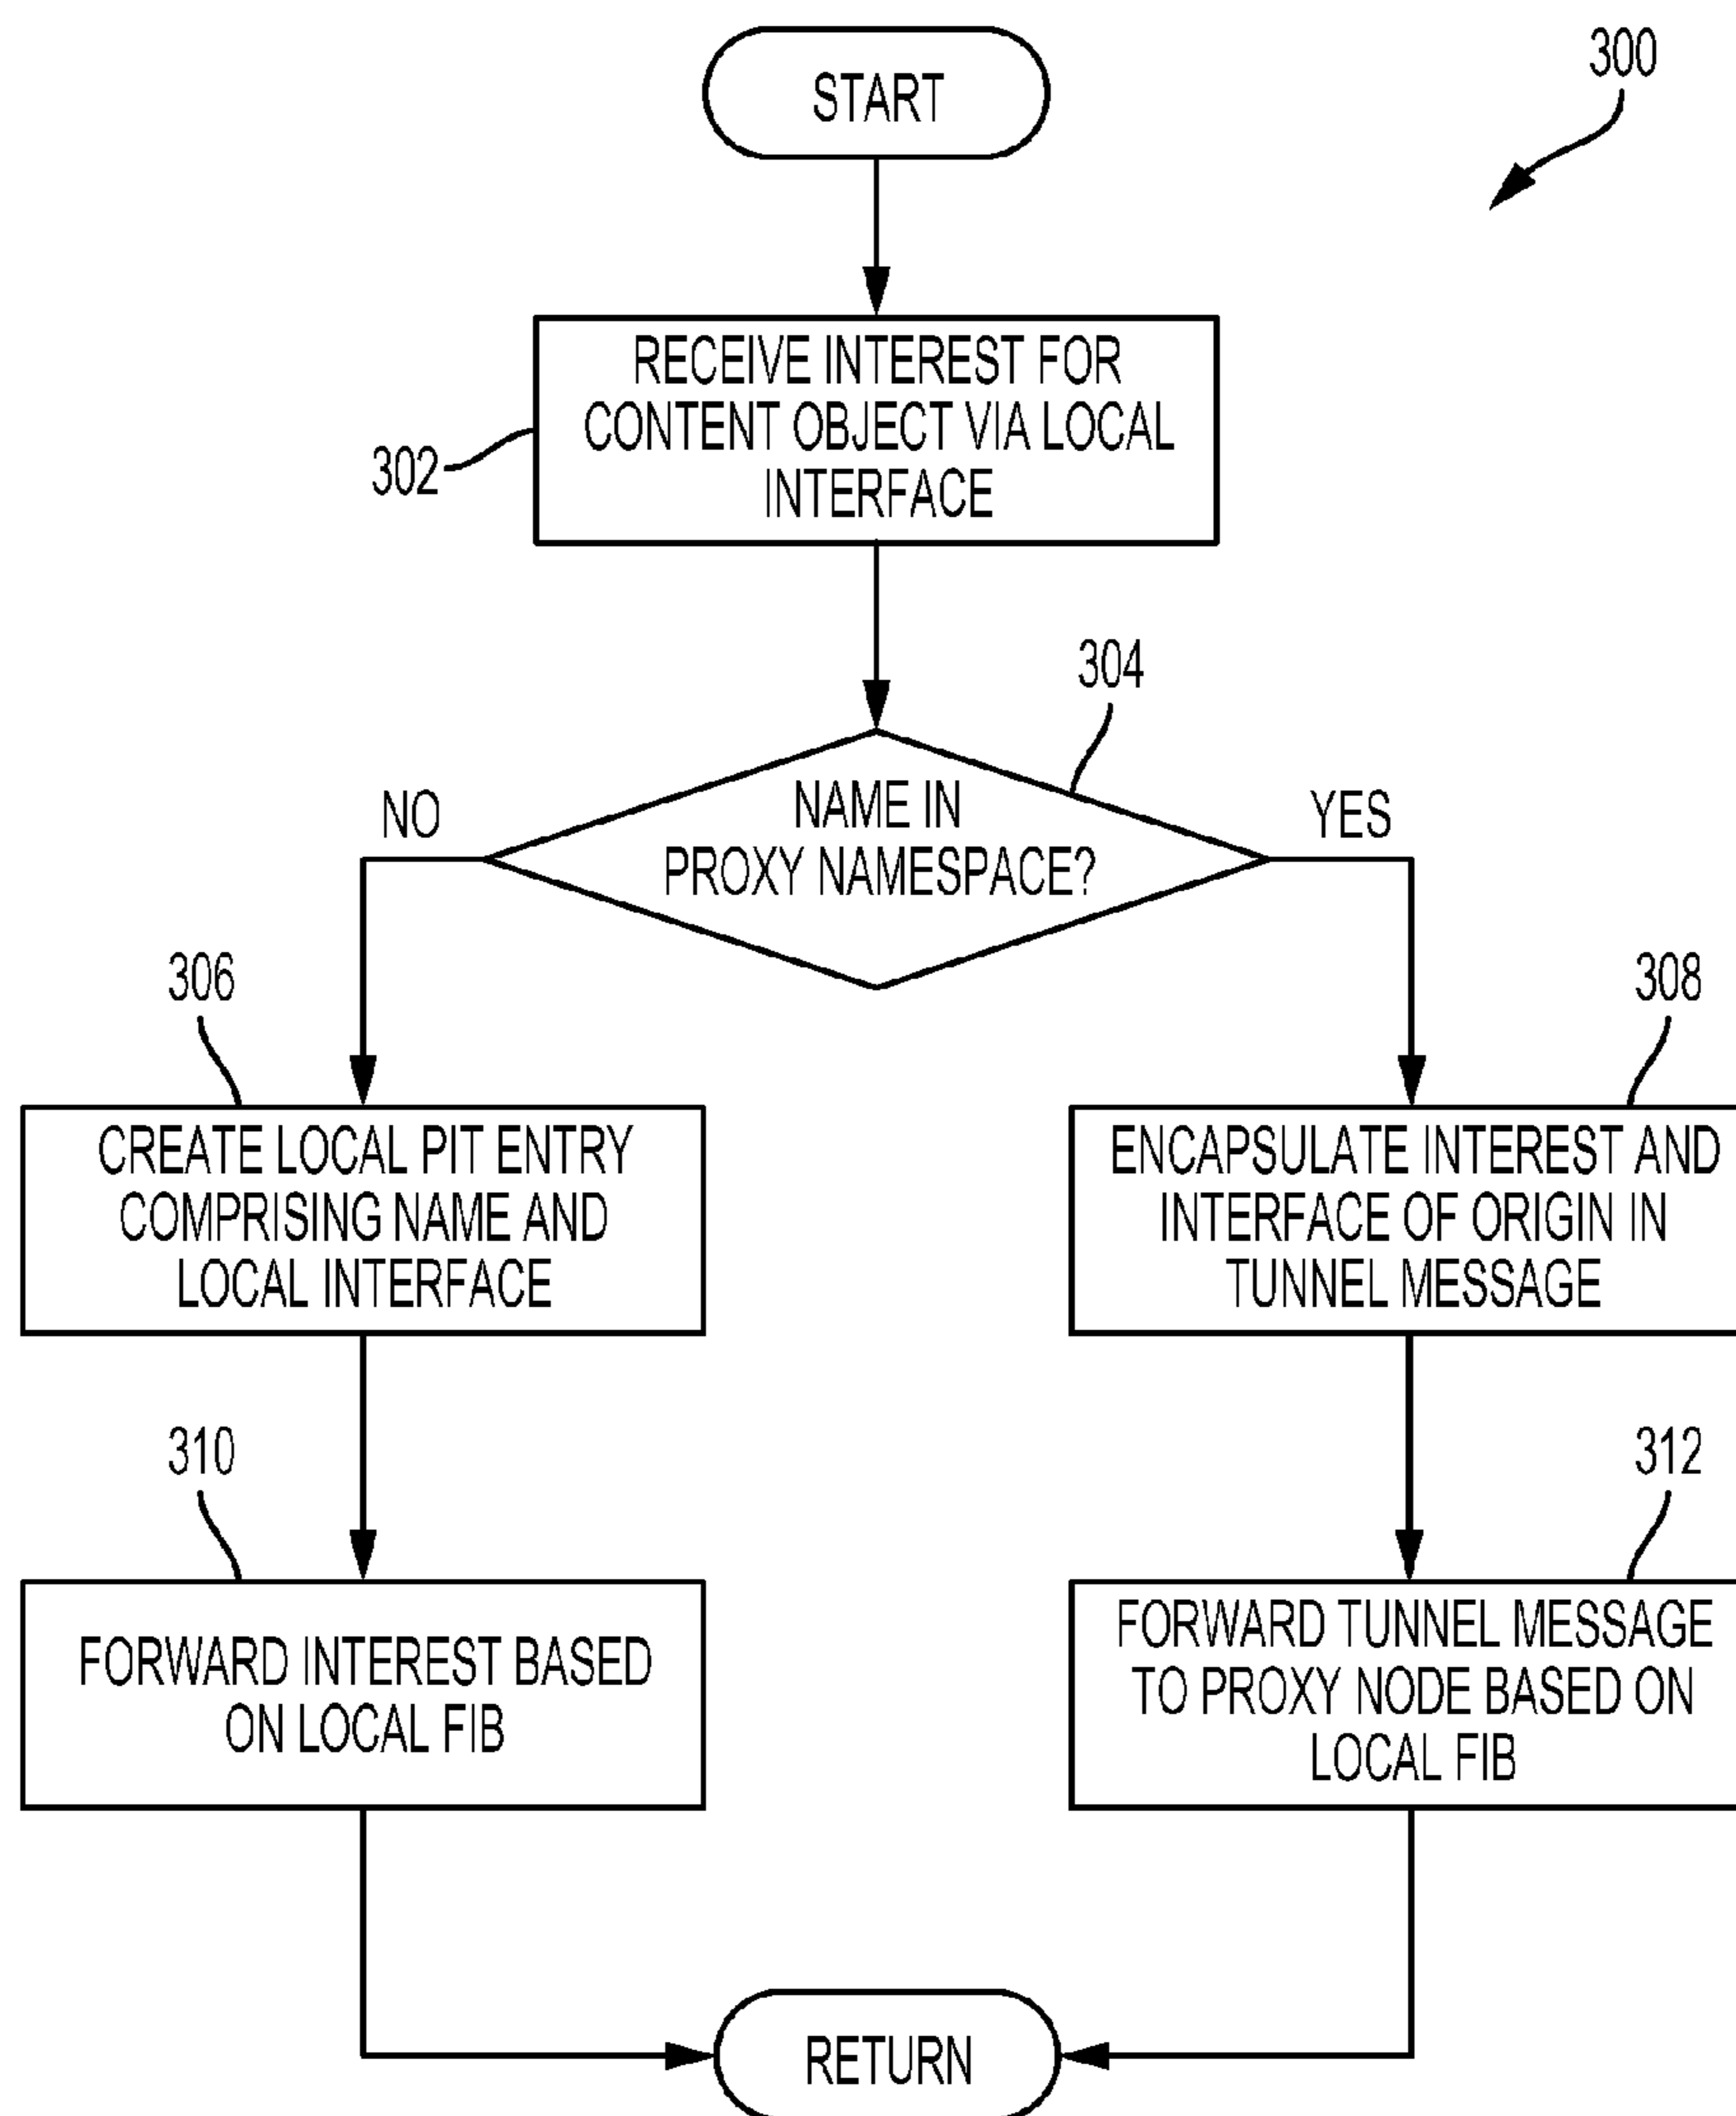 300
START
RECEIVE INTEREST FOR
CONTENT OBJECT VIA LOCAL
INTERFACE
302
304
NAME IN
PROXY NAMESPACE?
NO
YES
306
CREATE LOCAL PIT ENTRY
COMPRISING NAME AND
LOCAL INTERFACE
308
ENCAPSULATE INTEREST AND
INTERFACE OF ORIGIN IN
TUNNEL MESSAGE
310
FORWARD INTEREST BASED
ON LOCAL FIB
312
FORWARD TUNNEL MESSAGE
TO PROXY NODE BASED ON
LOCAL FIB
RETURN